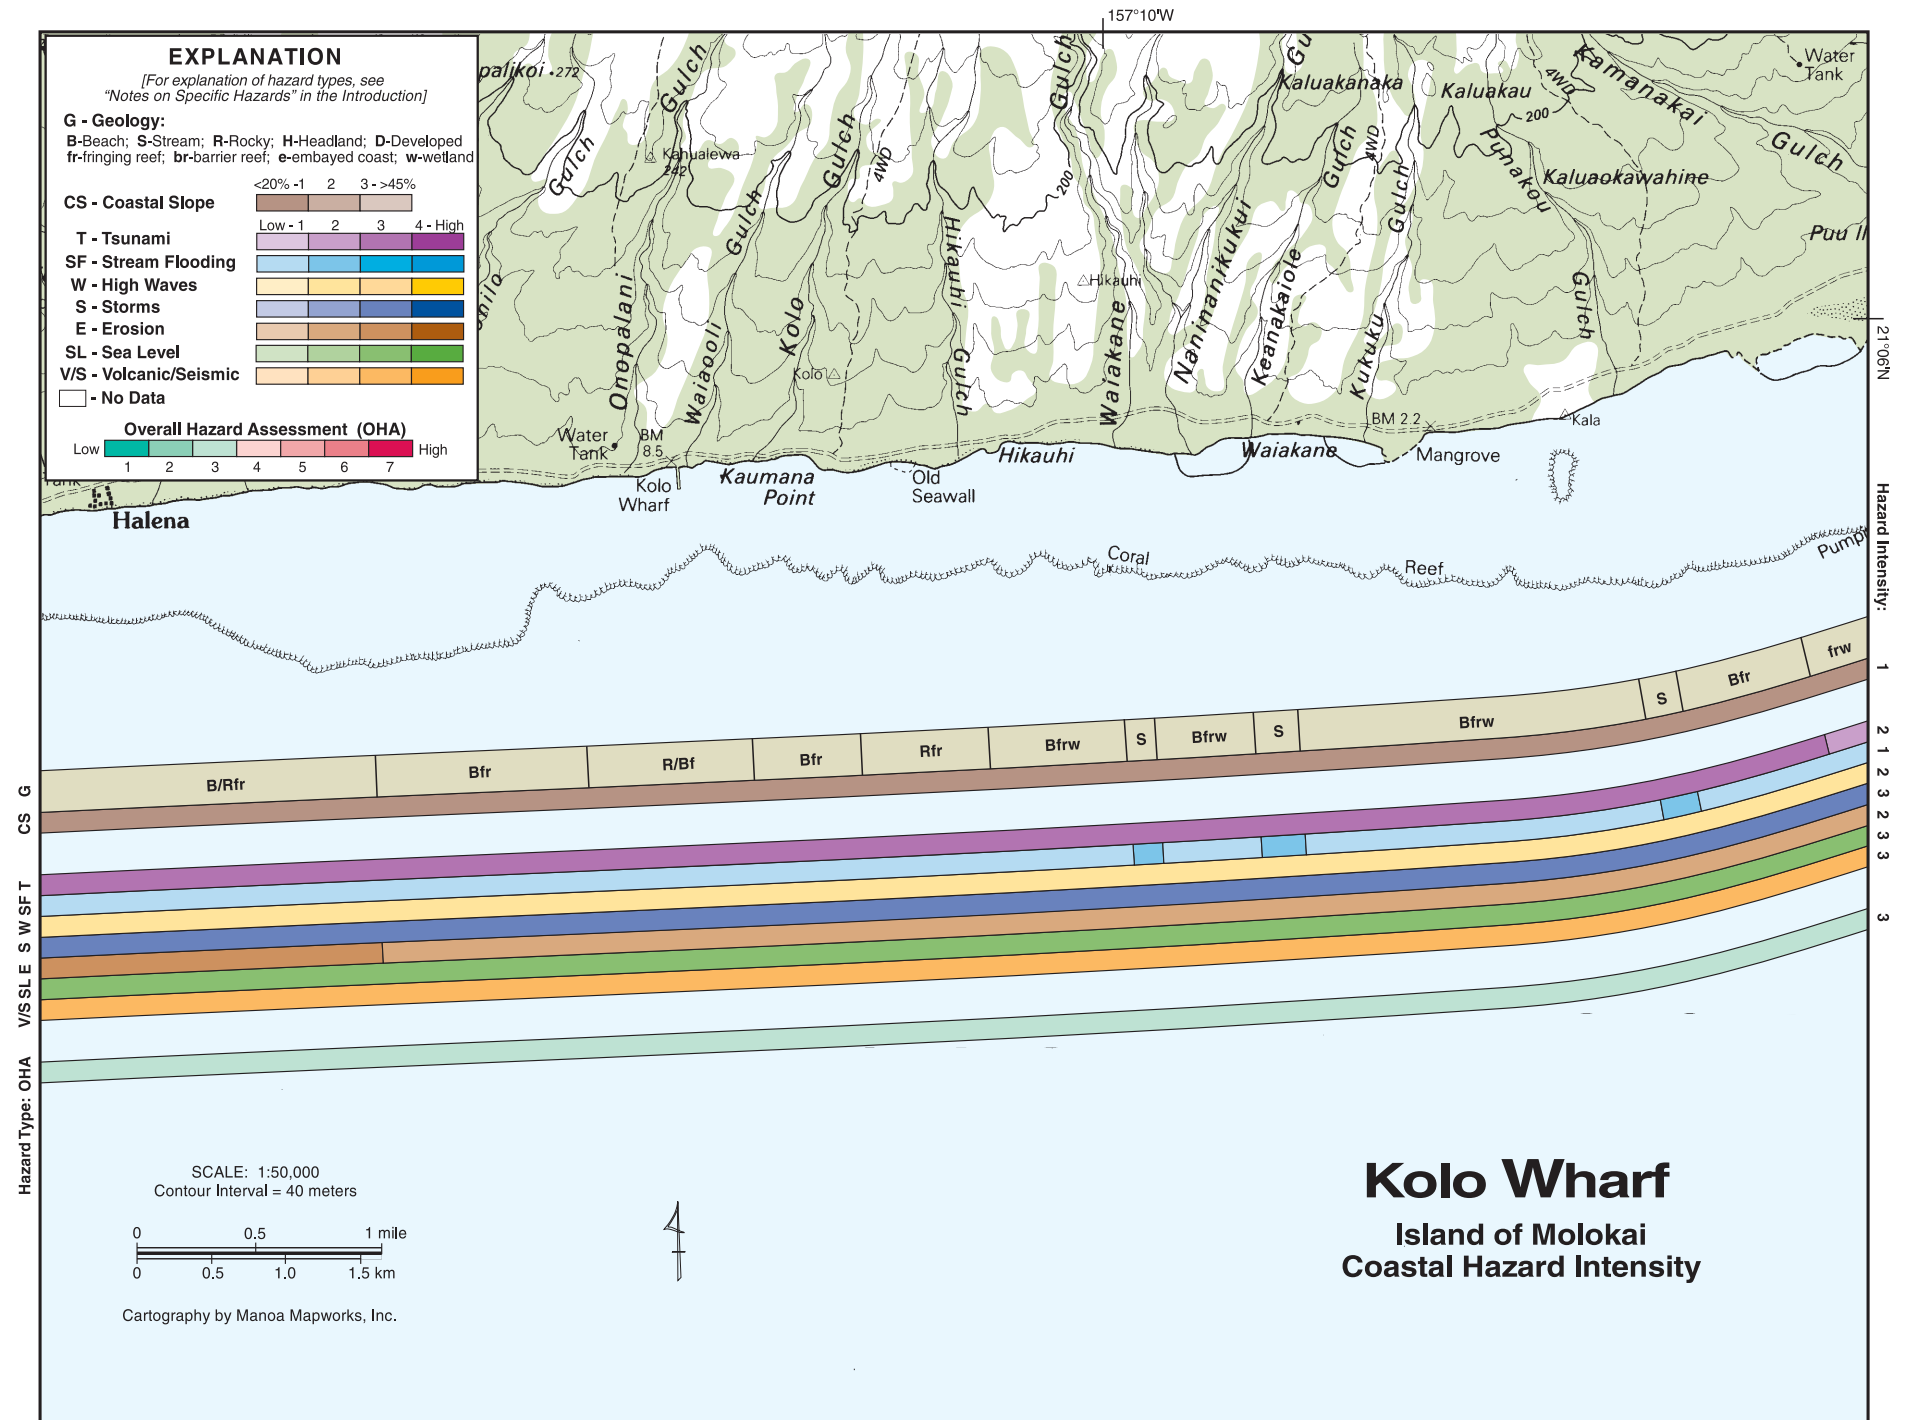 157°10'W
EXPLANATION
[For explanation of hazard types, see
“Notes on Specific Hazards” in the Introduction]
G - Geology:
B-Beach; S-Stream; R-Rocky; H-Headland; D-Developed
fr-fringing reef; br-barrier reef; e-embayed coast; w-wetland
<20% -1 2 3 - >45%
CS - Coastal Slope
Low - 1 2 3 4 - High
T - Tsunami
SF - Stream Flooding
W - High Waves
S - Storms
E - Erosion
SL - Sea Level
V/S - Volcanic/Seismic
- No Data
Overall Hazard Assessment (OHA)
Low High
1 2 3 4 5 6 7
palikoi •272
Gulch
Gulch
Kahualewa
242
Gulch
Gulch
4WD
200
Gulch
Gu
Kaluakanaka
4WD
Gulch
Gulch
Kaluakau
4WD
200
Kamanakai
Gulch
Water
Tank
Punakou
Gulch
Kaluaokawahine
Puu
Onopalani
Waiaooli
Kolo
Kolo
Hikauhi
Gulch
Hikauhi
Waiakane
Naninanikukui
Keanakaiole
Kukuku
21°06'N
Water
Tank
BM
8.5
Kolo
Wharf
Kaumana
Point
Old
Seawall
Hikauhi
Waiakane
BM 2.2
Mangrove
Kala
Halena
Coral
Reef
Hazard Intensity:
B/Rfr
Bfr
R/Bf
Bfr
Rfr
Bfrw
S
Bfrw
S
Bfrw
S
Bfr
frw
1
2
1
2
3
2
3
3
3
G
CS
T
SF
W
S
E
SL
V/S
Hazard Type: OHA
SCALE: 1:50,000
Contour Interval = 40 meters
0 0.5 1 mile
0 0.5 1.0 1.5 km
Cartography by Manoa Mapworks, Inc.
Kolo Wharf
Island of Molokai
Coastal Hazard Intensity